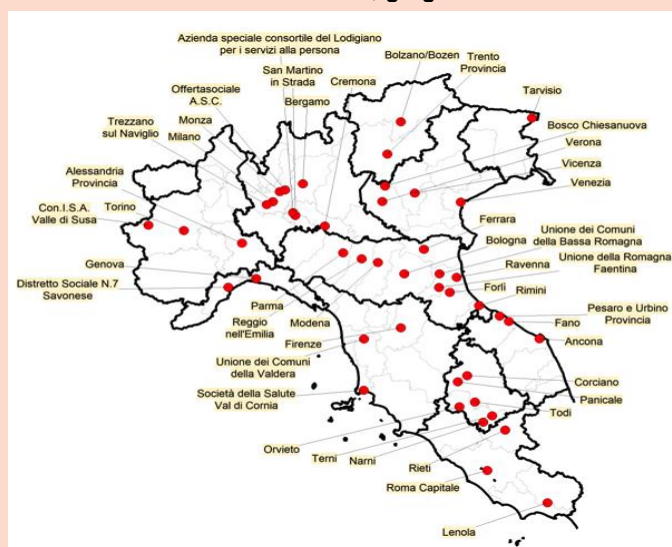 Azienda speciale consortile del Lodigiano
per i servizi alla persona
San Martino
in Strada
Cremona
Bolzano/Bozen
Trento
Provincia
Tarvisio
Offertasociale
A.S.C.
Bergamo
Bosco Chiesanuova
Trezzano
sul Naviglio
Monza
Milano
Verona
Vicenza
Venezia
Alessandria
Provincia
Torino
Con.I.S.A.
Valle di Susa
Ferrara
Bologna
Unione dei Comuni
della Bassa Romagna
Ravenna
Unione della Romagna
Faentina
Genova
Distretto Sociale N.7
Savonese
Forlì
Rimini
Parma
Reggio
nell'Emilia
Modena
Pesaro e Urbino
Provincia
Fano
Ancona
Firenze
Unione dei Comuni
della Valdera
Società della Salute
Val di Cornia
Corciano
Panicale
Todi
Orvieto
Terni
Narni
Rieti
Roma Capitale
Lenola